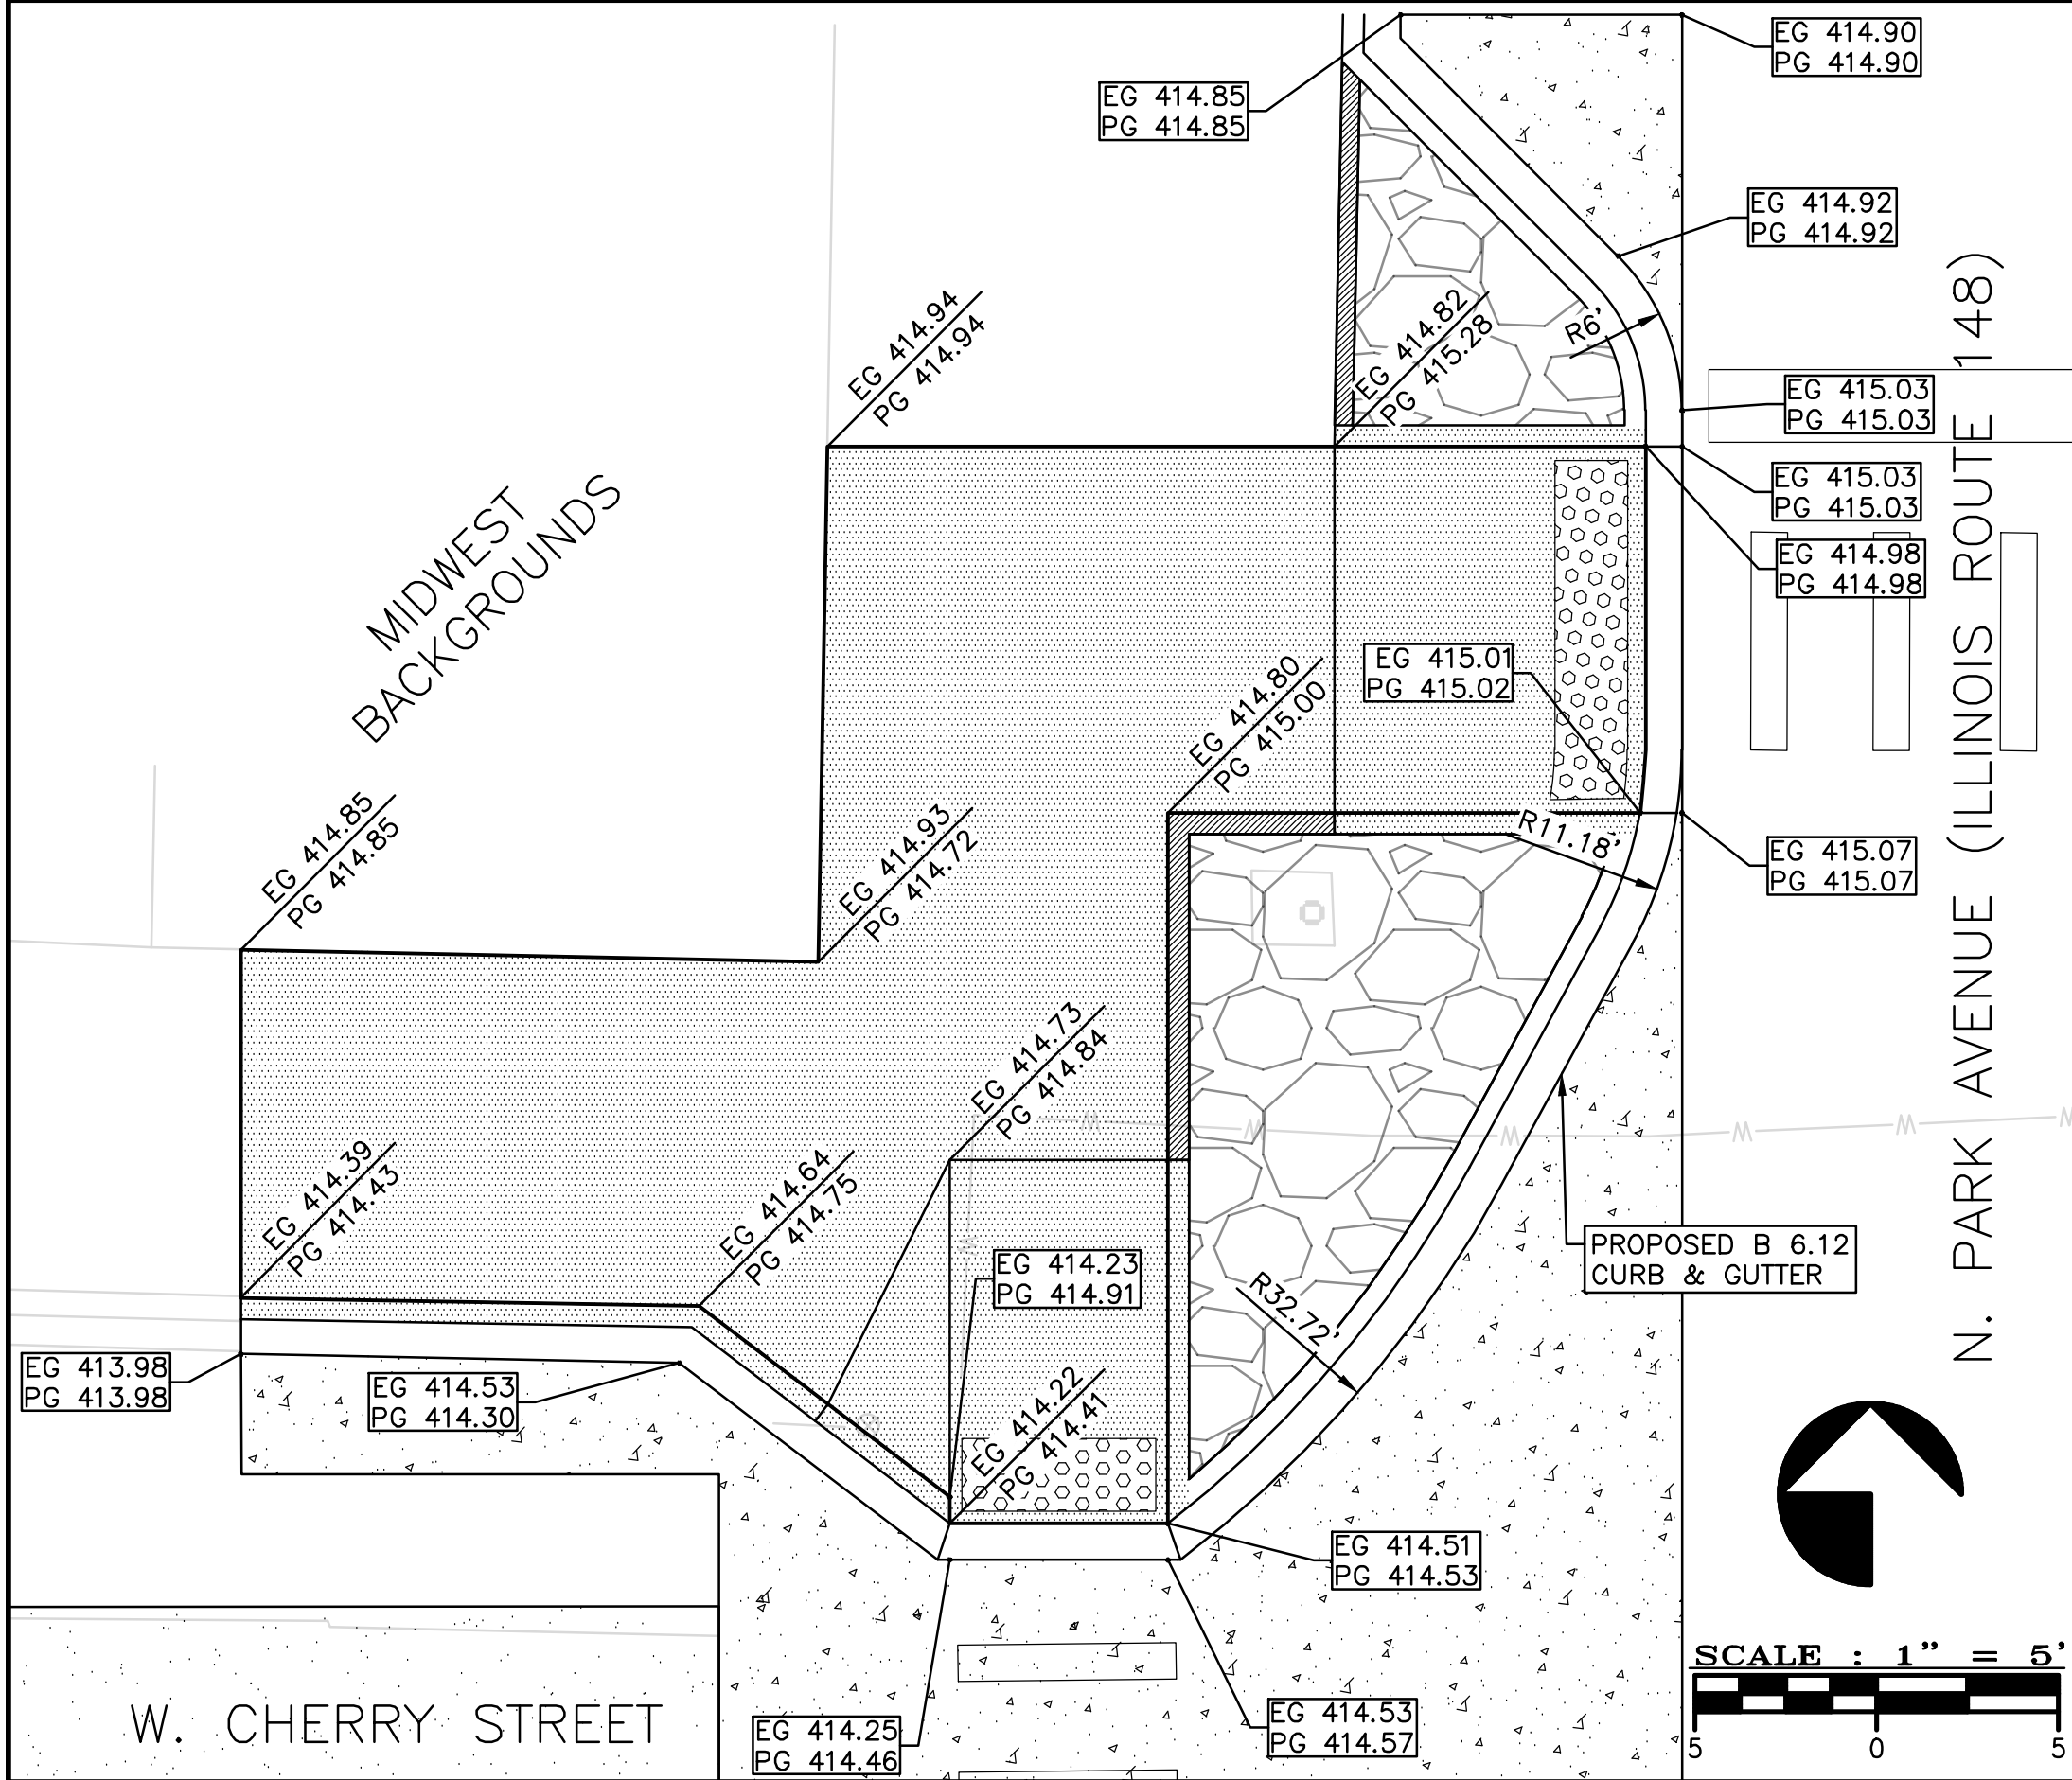 EG 414.90
PG 414.90
EG 414.85
PG 414.85
EG 414.92
PG 414.92
EG 414.94
PG 414.94
EG 414.82
PG 415.28
R6'
EG 415.03
PG 415.03
EG 415.03
PG 415.03
EG 414.98
PG 414.98
N. PARK AVENUE (ILLINOIS ROUTE 148)
MIDWEST
BACKGROUNDS
EG 415.01
PG 415.02
EG 414.80
PG 415.00
EG 414.85
PG 414.85
EG 414.93
PG 414.72
R11.18'
EG 415.07
PG 415.07
EG 414.73
PG 414.84
W W W W W W
EG 414.39
PG 414.43
EG 414.64
PG 414.75
W
EG 414.23
PG 414.91
PROPOSED B 6.12
CURB & GUTTER
R32.72'
EG 413.98
PG 413.98
EG 414.53
PG 414.30
EG 414.22
PG 414.41
EG 414.51
PG 414.53
SCALE : 1" = 5'
5 0 5
W. CHERRY STREET
EG 414.25
PG 414.46
EG 414.53
PG 414.57